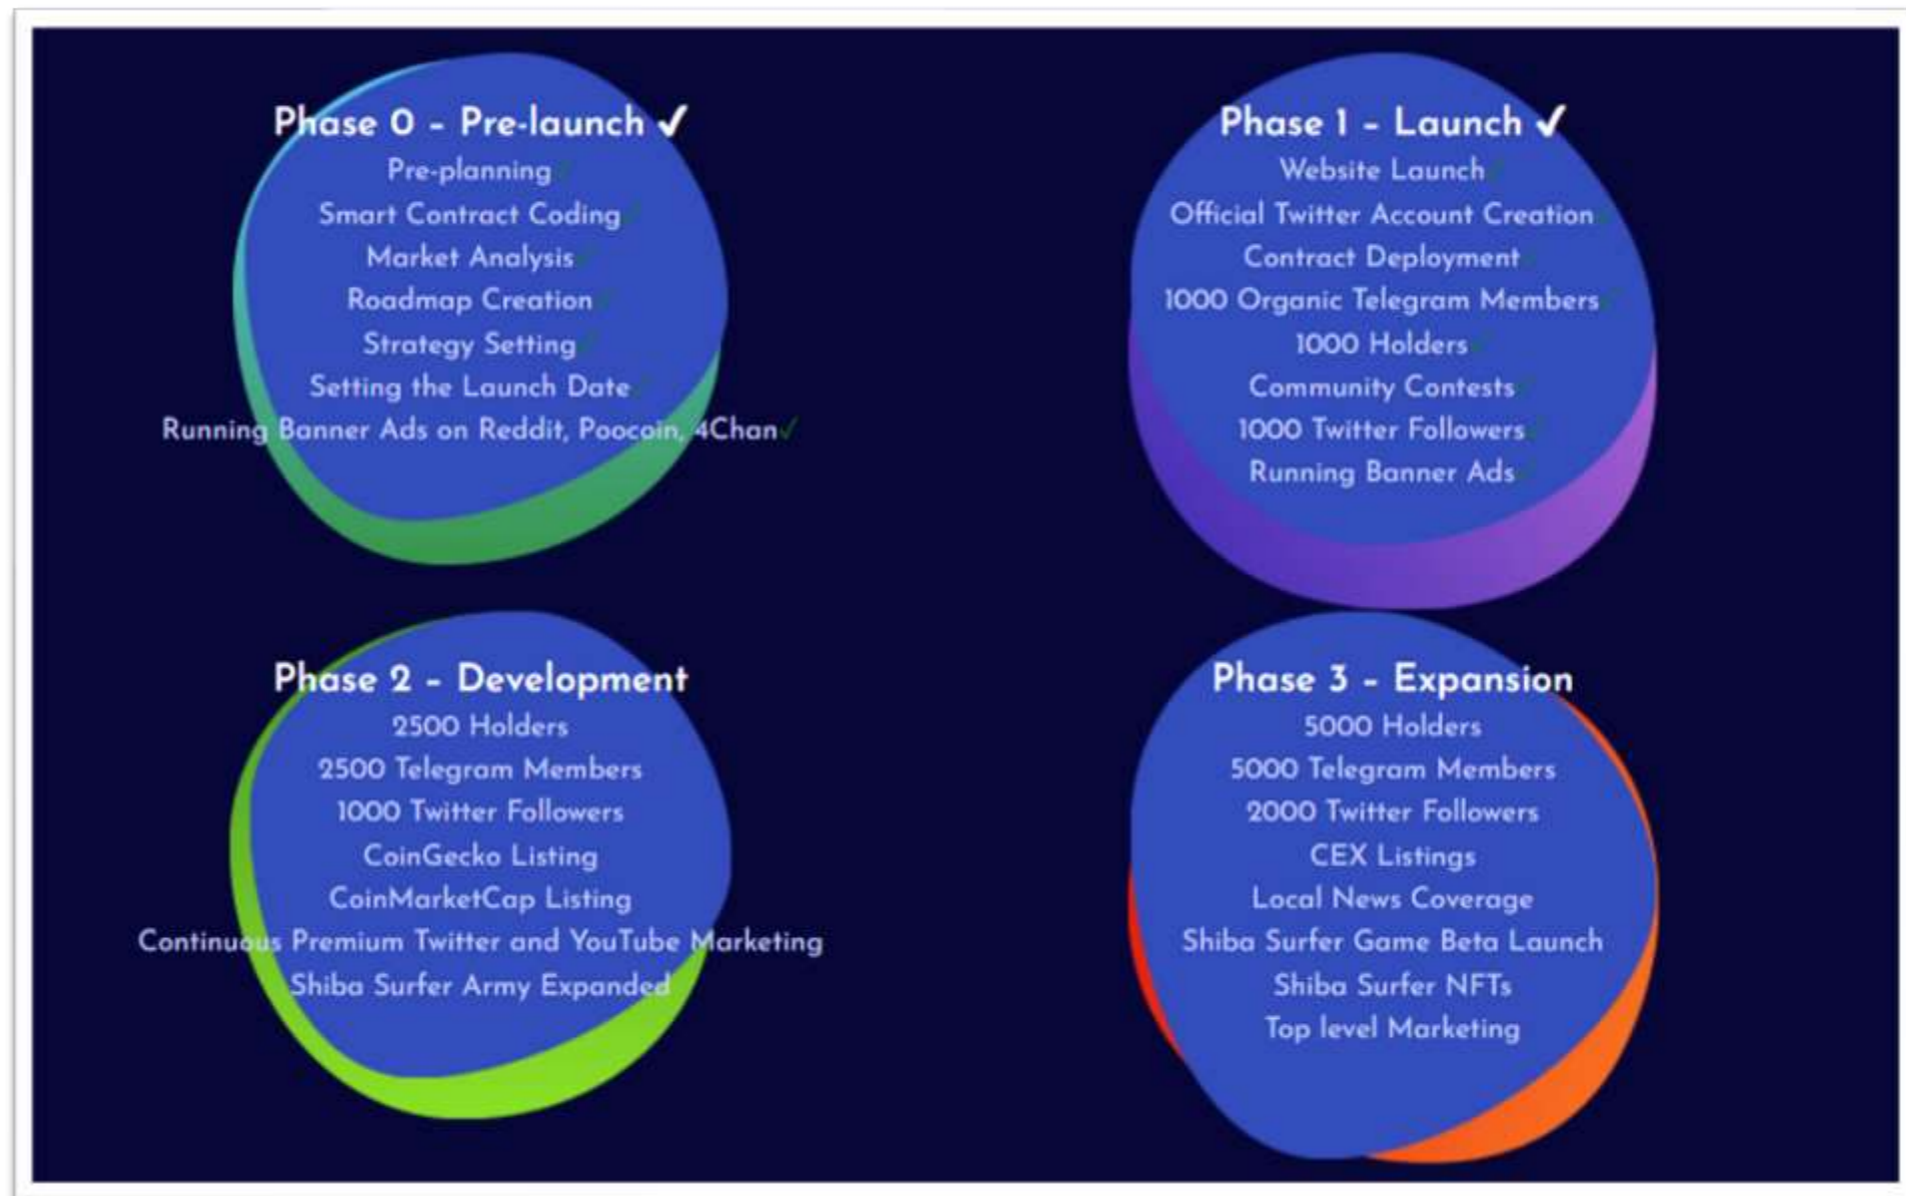 Phase 0 – Pre-launch ✓
Pre-planning✓
Smart Contract Coding✓
Market Analysis✓
Roadmap Creation✓
Strategy Setting✓
Setting the Launch Date✓
Running Banner Ads on Reddit, Poocoin, 4Chan✓
Phase 1 – Launch ✓
Website Launch✓
Official Twitter Account Creation✓
Contract Deployment✓
1000 Organic Telegram Members✓
1000 Holders✓
Community Contests✓
1000 Twitter Followers✓
Running Banner Ads✓
Phase 2 – Development
2500 Holders
2500 Telegram Members
1000 Twitter Followers
CoinGecko Listing
CoinMarketCap Listing
Continuous Premium Twitter and YouTube Marketing
Shiba Surfer Army Expanded
Phase 3 – Expansion
5000 Holders
5000 Telegram Members
2000 Twitter Followers
CEX Listings
Local News Coverage
Shiba Surfer Game Beta Launch
Shiba Surfer NFTs
Top level Marketing